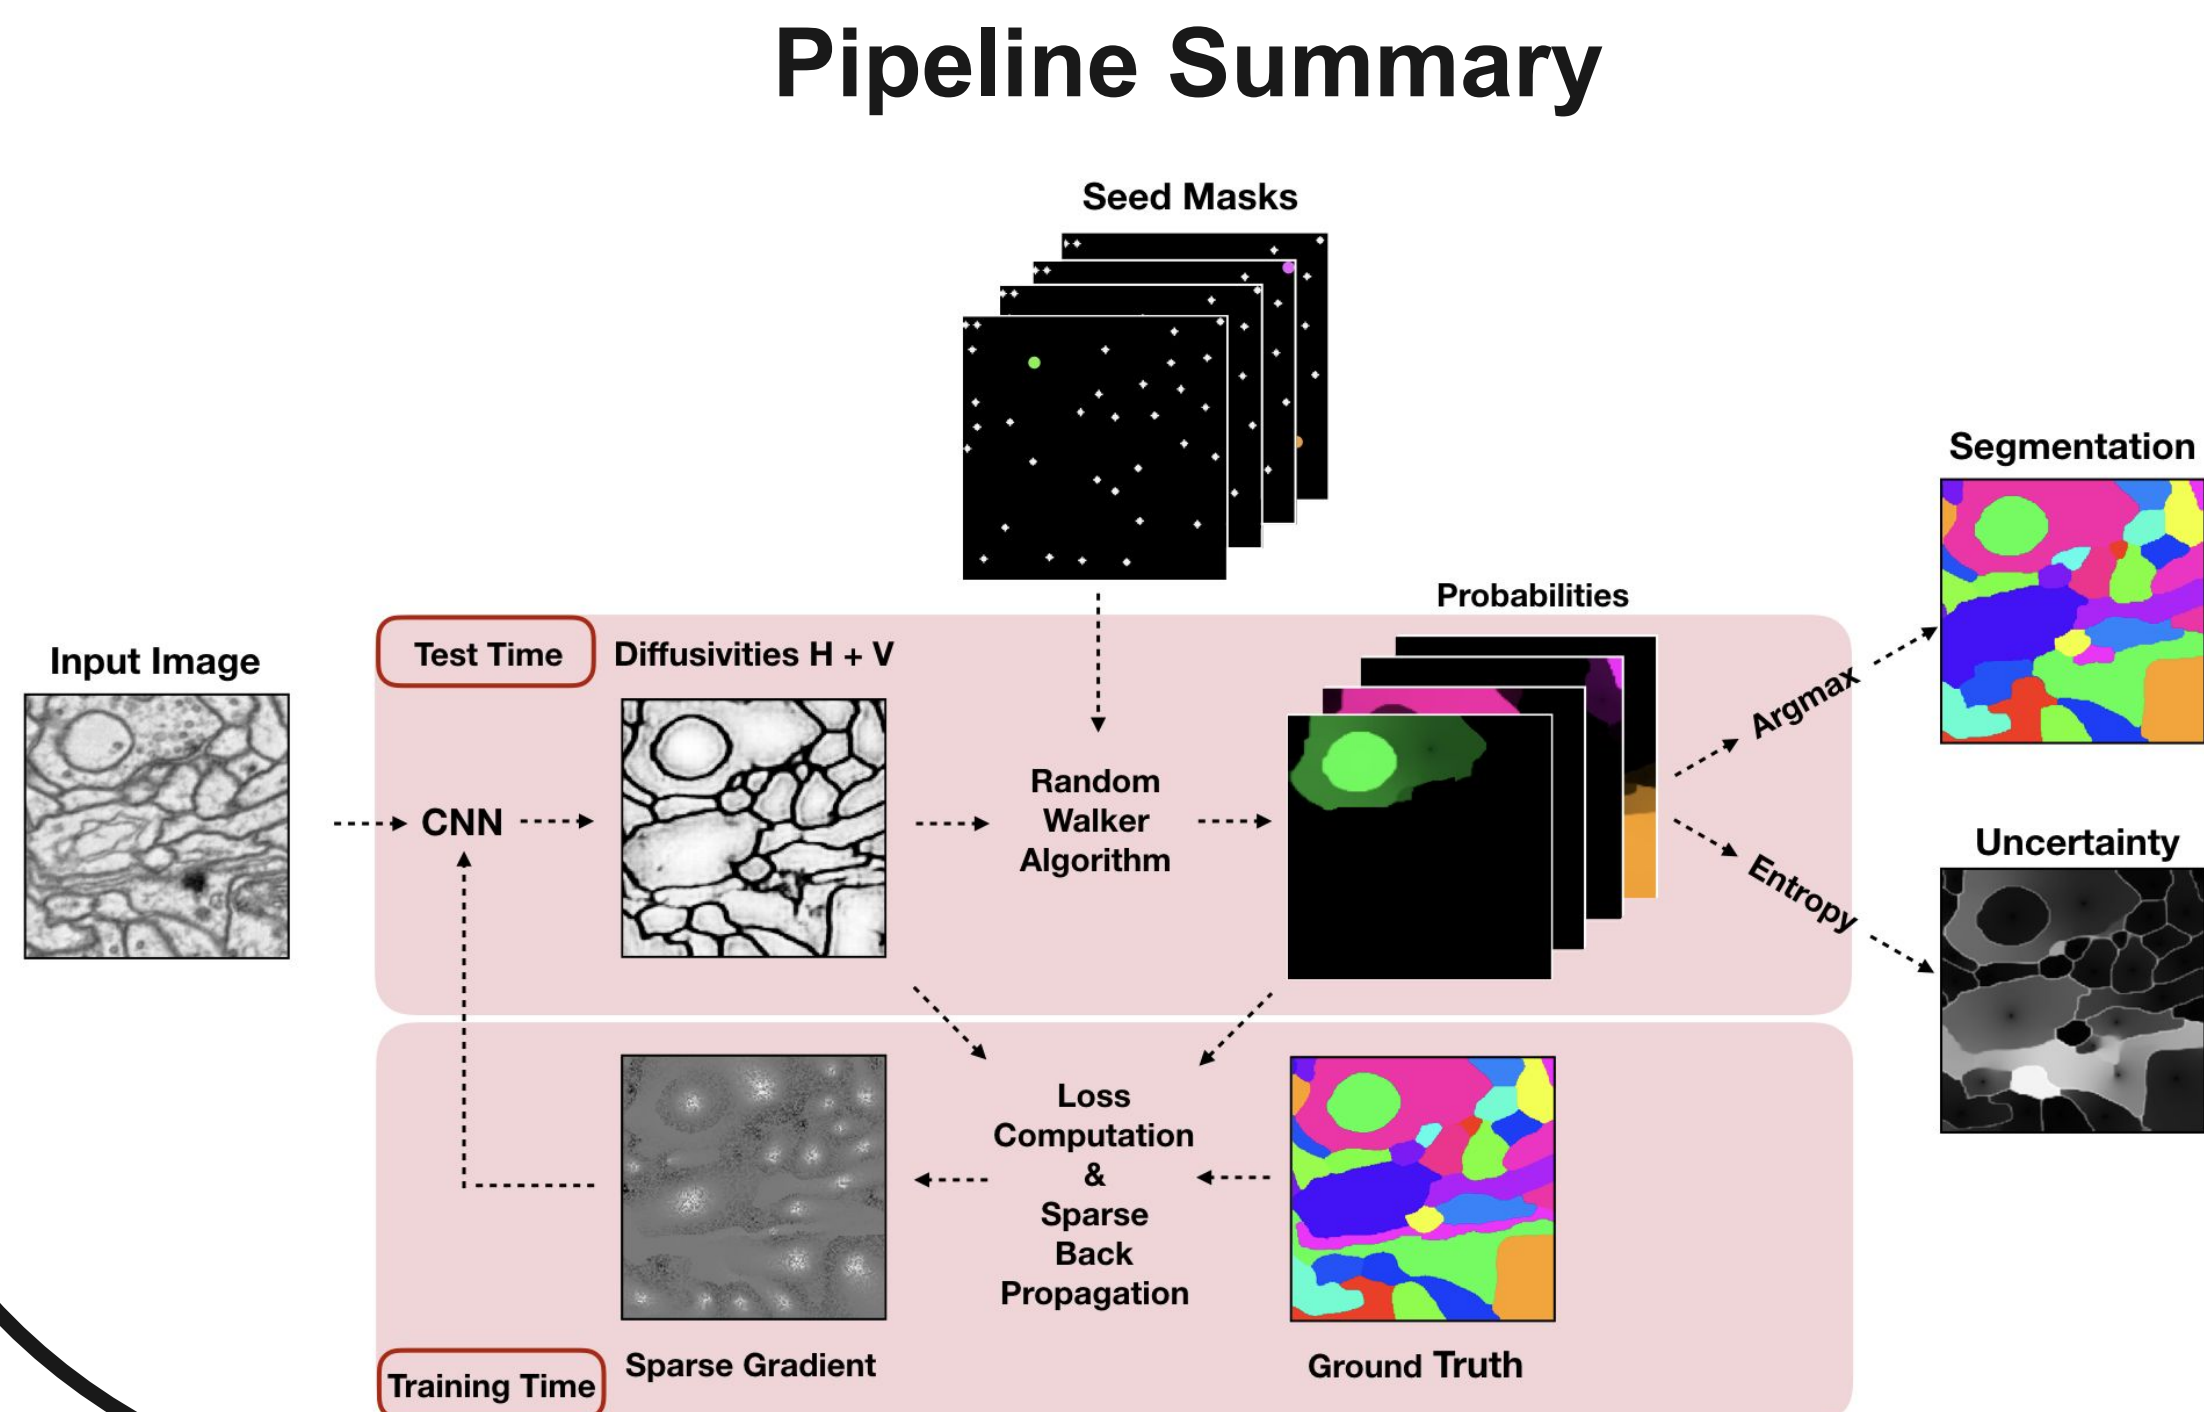 Pipeline Summary
Seed Masks
Segmentation
Probabilities
Input Image
Test Time
Diffusivities H + V
Argmax
CNN
Random
Walker
Algorithm
Uncertainty
Entropy
Loss
Computation
&
Sparse
Back
Propagation
Training Time
Sparse Gradient
Ground Truth